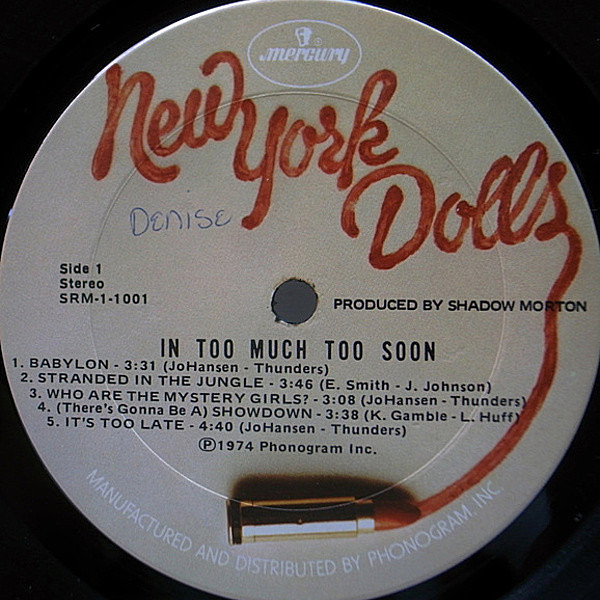 mercury
New York
Dolls
DENISE
Side 1
Stereo
SRM-1-1001
PRODUCED BY SHADOW MORTON
IN TOO MUCH TOO SOON
1. BABYLON - 3:31 (JoHansen - Thunders)
2. STRANDED IN THE JUNGLE - 3:46 (E. Smith - J. Johnson)
3. WHO ARE THE MYSTERY GIRLS? - 3:08 (JoHansen - Thunders)
4. (There's Gonna Be A) SHOWDOWN - 3:38 (K. Gamble - L. Huff)
5. IT'S TOO LATE - 4:40 (JoHansen - Thunders)
Ⓟ1974 Phonogram Inc.
MANUFACTURED AND DISTRIBUTED BY PHONOGRAM INC.